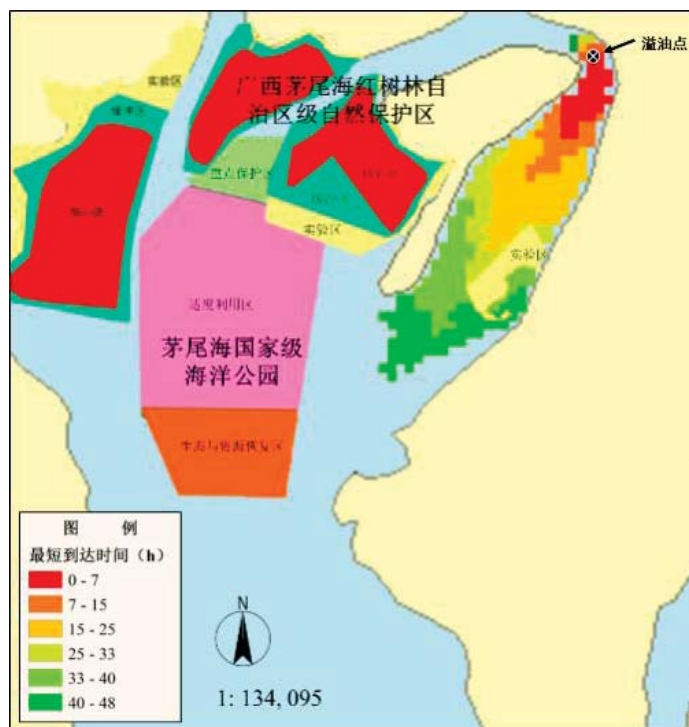 溢油点
实验区
广西茅尾海红树林自
治区级自然保护区
缓冲区
重点保护区
核心区
实验区
实验区
适度利用区
茅尾海国家级
海洋公园
生态与资源恢复区
图 例
最短到达时间(h)
0 - 7
7 - 15
15 - 25
25 - 33
33 - 40
40 - 48
N
1: 134, 095